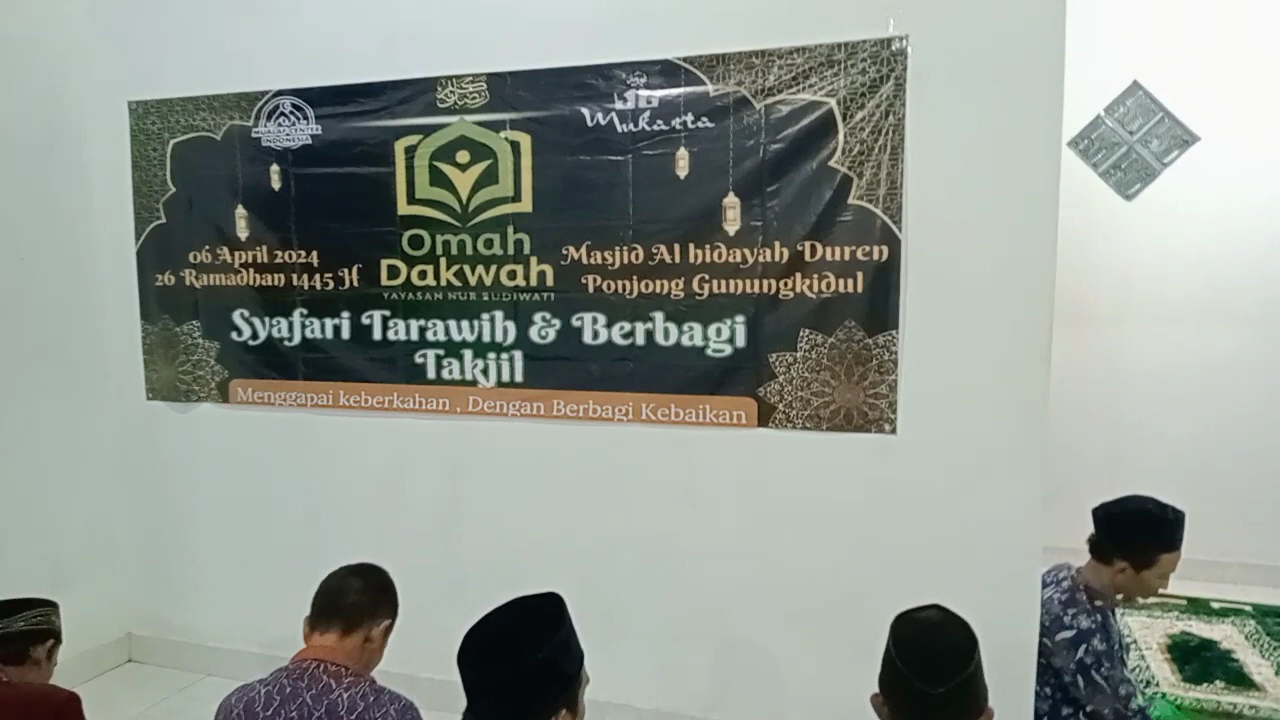 MUALAF CENTER
INDONESIA
Mukarta
Omah
Dakwah
YAYASAN NUR BUDIWATI
06 April 2024
26 Ramadhan 1445 H
Masjid Al hidayah Duren
Ponjong Gunungkidul
Syafari Tarawih & Berbagi
Takjil
Menggapai keberkahan , Dengan Berbagi Kebaikan